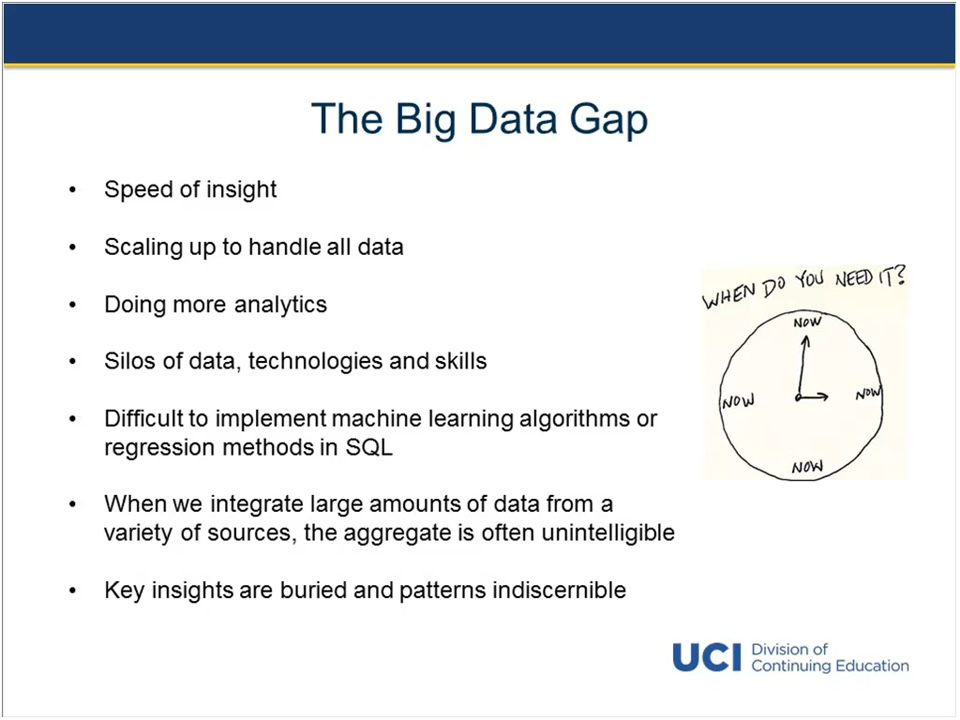 The Big Data Gap
• Speed of insight
• Scaling up to handle all data
• Doing more analytics
• Silos of data, technologies and skills
• Difficult to implement machine learning algorithms or
regression methods in SQL
• When we integrate large amounts of data from a
variety of sources, the aggregate is often unintelligible
• Key insights are buried and patterns indiscernible
WHEN DO YOU NEED IT?
NOW
NOW
NOW
NOW
UCI Division of
Continuing Education